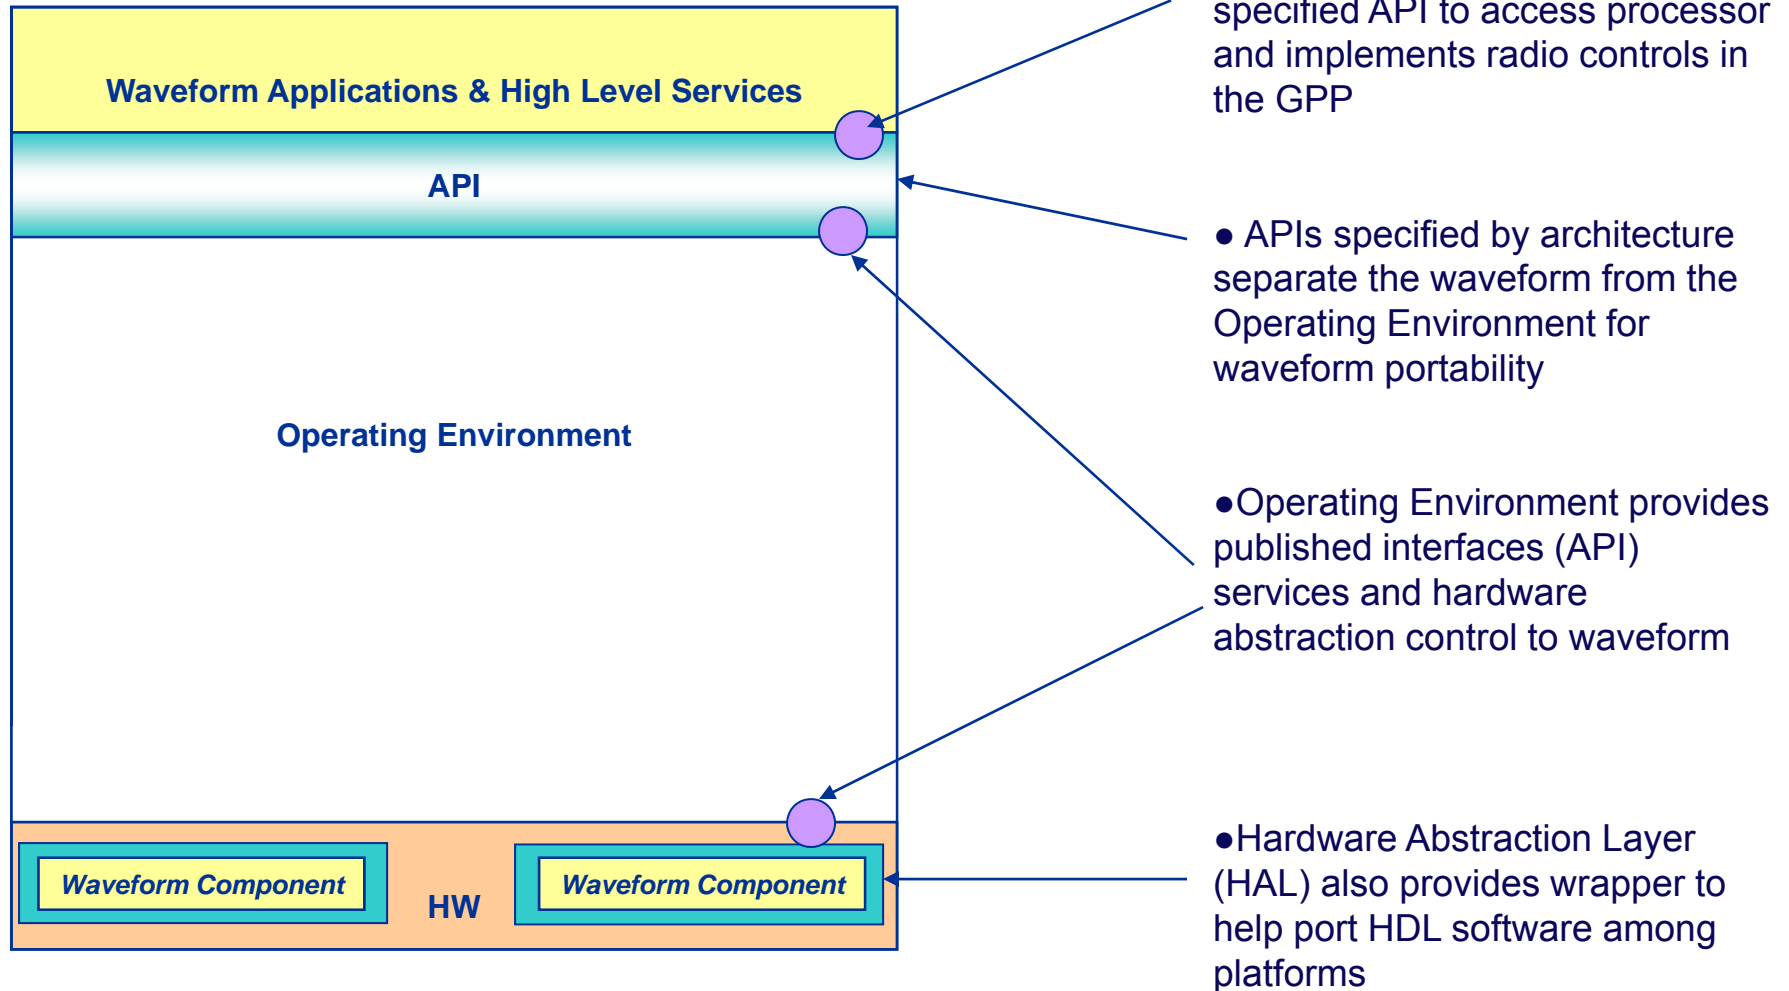 Waveform Applications & High Level Services
API
Operating Environment
Waveform Component
HW
Waveform Component
specified API to access processor
and implements radio controls in
the GPP
● APIs specified by architecture
separate the waveform from the
Operating Environment for
waveform portability
●Operating Environment provides
published interfaces (API)
services and hardware
abstraction control to waveform
●Hardware Abstraction Layer
(HAL) also provides wrapper to
help port HDL software among
platforms